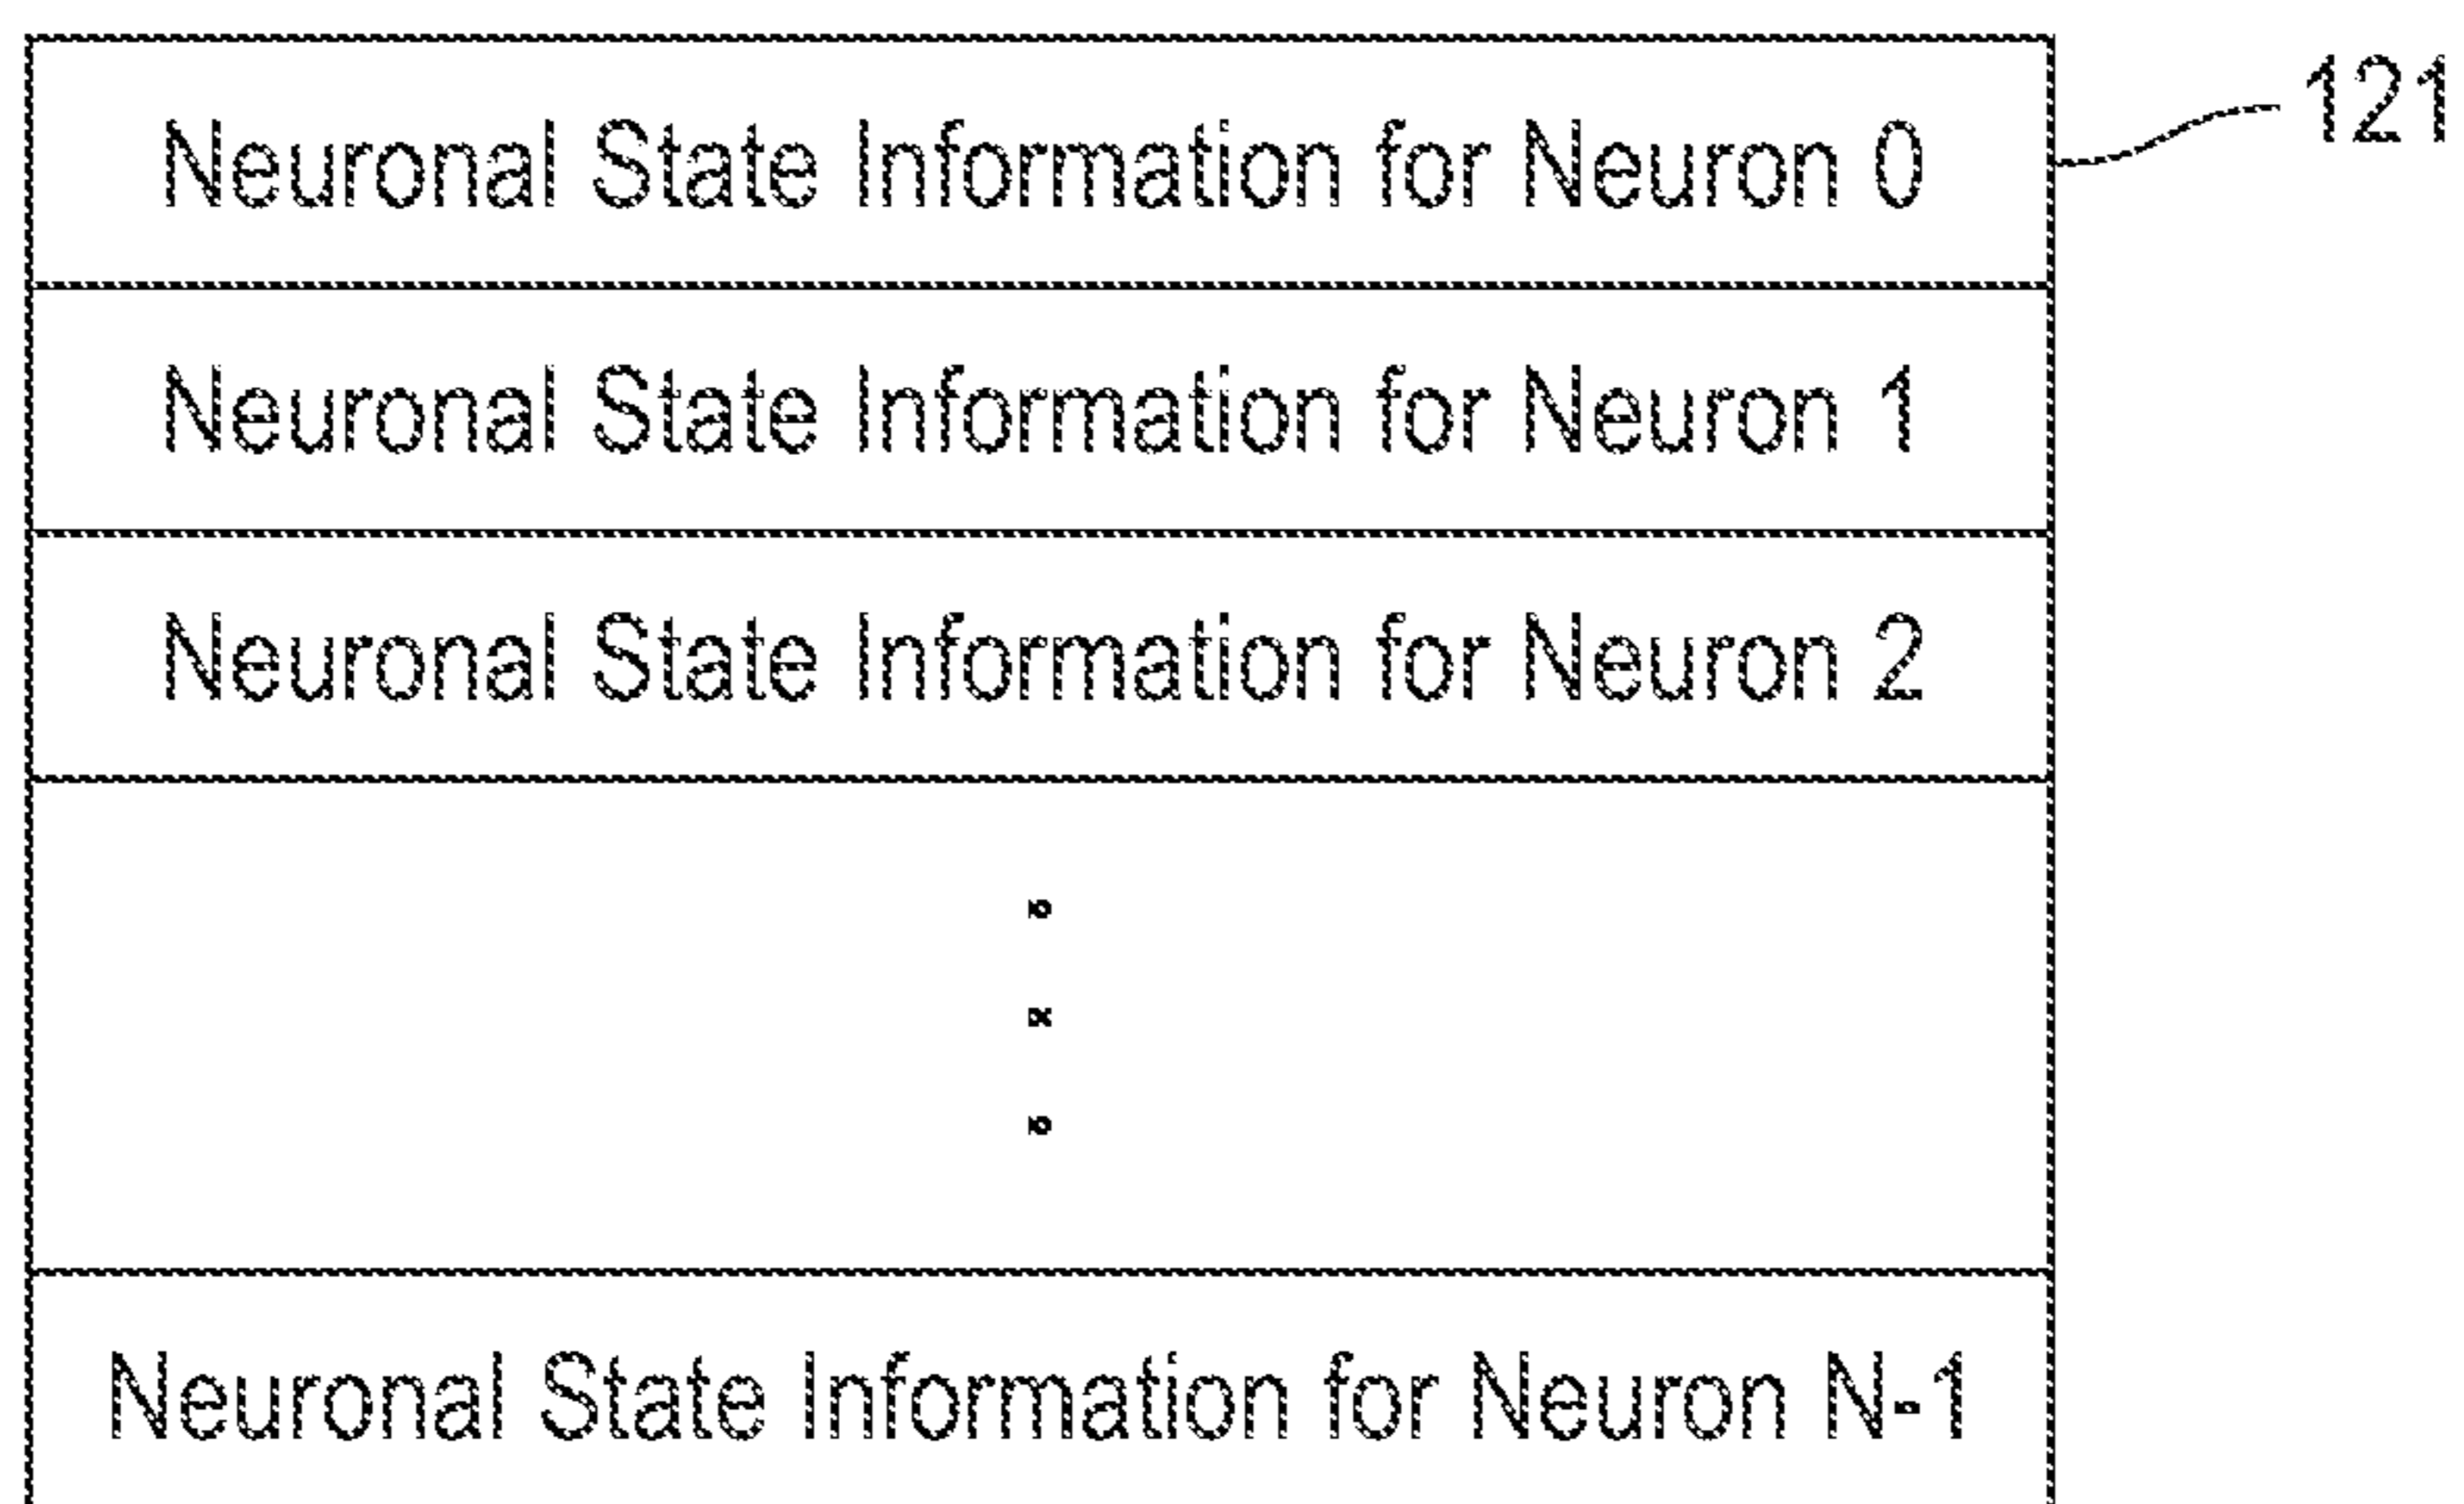 Neuronal State Information for Neuron 0
121
Neuronal State Information for Neuron 1
Neuronal State Information for Neuron 2
Neuronal State Information for Neuron N-1